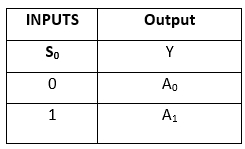 INPUTS Output
S₀ Y
0 A₀
1 A₁